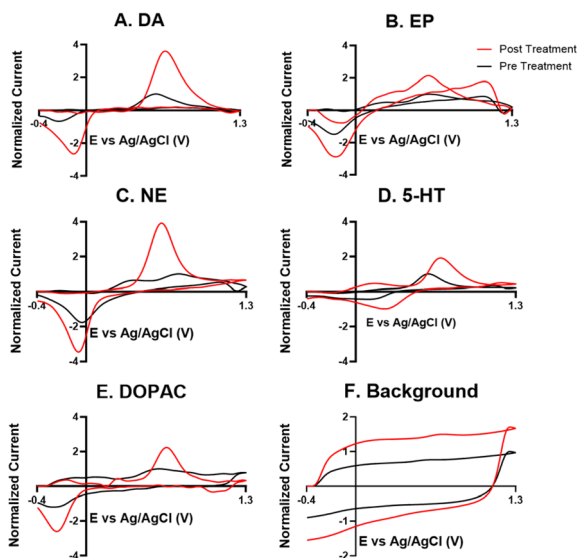 A. DA
B. EP
Post Treatment
Pre Treatment
Normalized Current
4
2
-0.4
1.3
E vs Ag/AgCl (V)
-2
-4
Normalized Current
4
2
-0.4
1.3
E vs Ag/AgCl (V)
-2
-4
C. NE
D. 5-HT
Normalized Current
4
2
-0.4
1.3
E vs Ag/AgCl (V)
-2
-4
Normalized Current
4
2
-0.4
1.3
E vs Ag/AgCl (V)
-2
-4
E. DOPAC
F. Background
Normalized Current
4
2
-0.4
1.3
E vs Ag/AgCl (V)
-2
-4
Normalized Current
2
1
-0.4
1.3
-1
E vs Ag/AgCl (V)
2